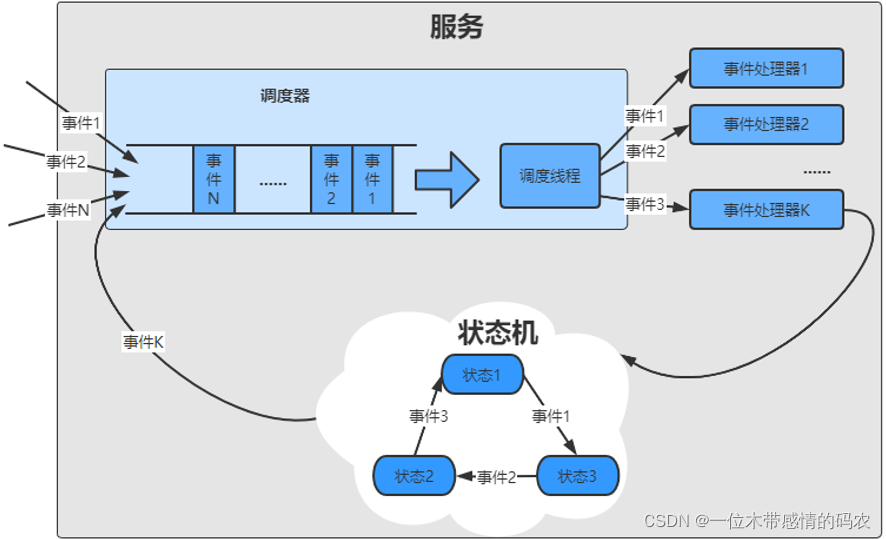 服务
调度器
事件1
事件2
事件N
事件N
......
事件2
事件1
调度线程
事件1
事件2
事件3
事件处理器1
事件处理器2
......
事件处理器K
事件K
状态机
状态1
事件3
事件1
状态2
事件2
状态3
CSDN @一位木带感情的码农